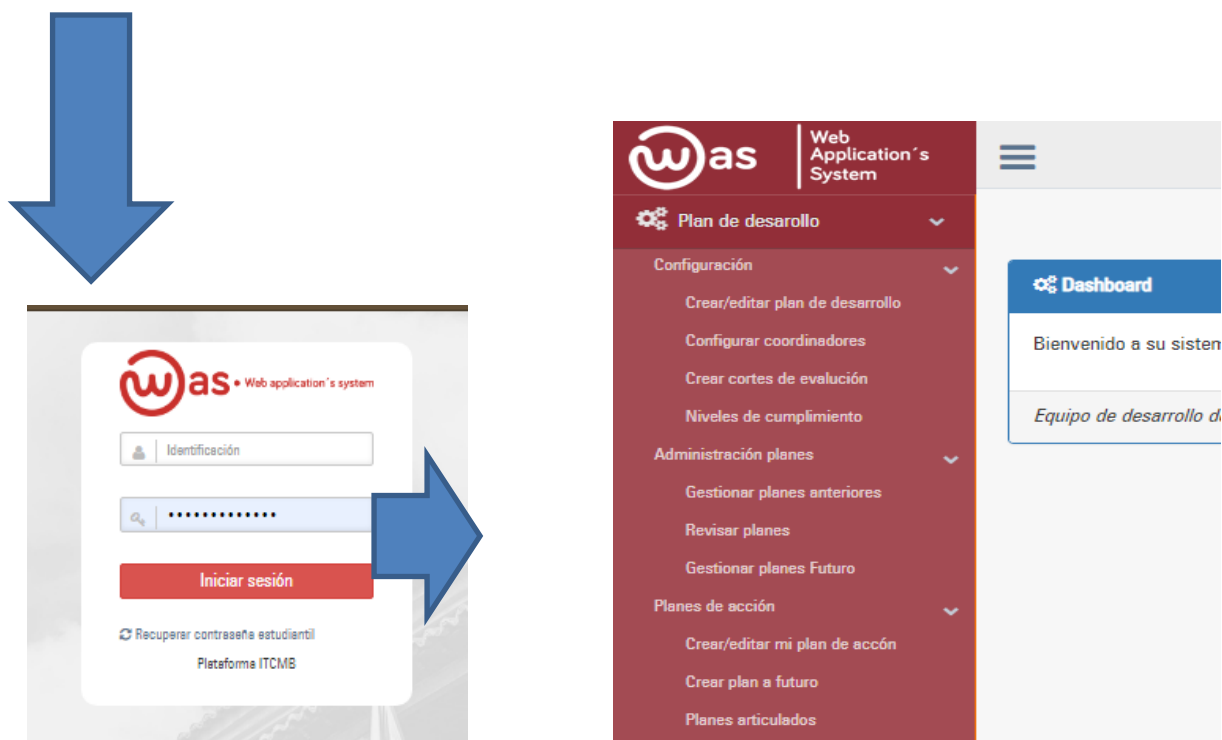 was • Web application´s system
Identificación
•••••••••••••
Iniciar sesión
Recuperar contraseña estudiantil
Plataforma ITCMB
was
Web
Application´s
System
Plan de desarollo
Configuración
Crear/editar plan de desarrollo
Configurar coordinadores
Crear cortes de evalución
Niveles de cumplimiento
Administración planes
Gestionar planes anteriores
Revisar planes
Gestionar planes Futuro
Planes de acción
Crear/editar mi plan de accón
Crear plan a futuro
Planes articulados
Dashboard
Bienvenido a su sistem
Equipo de desarrollo d